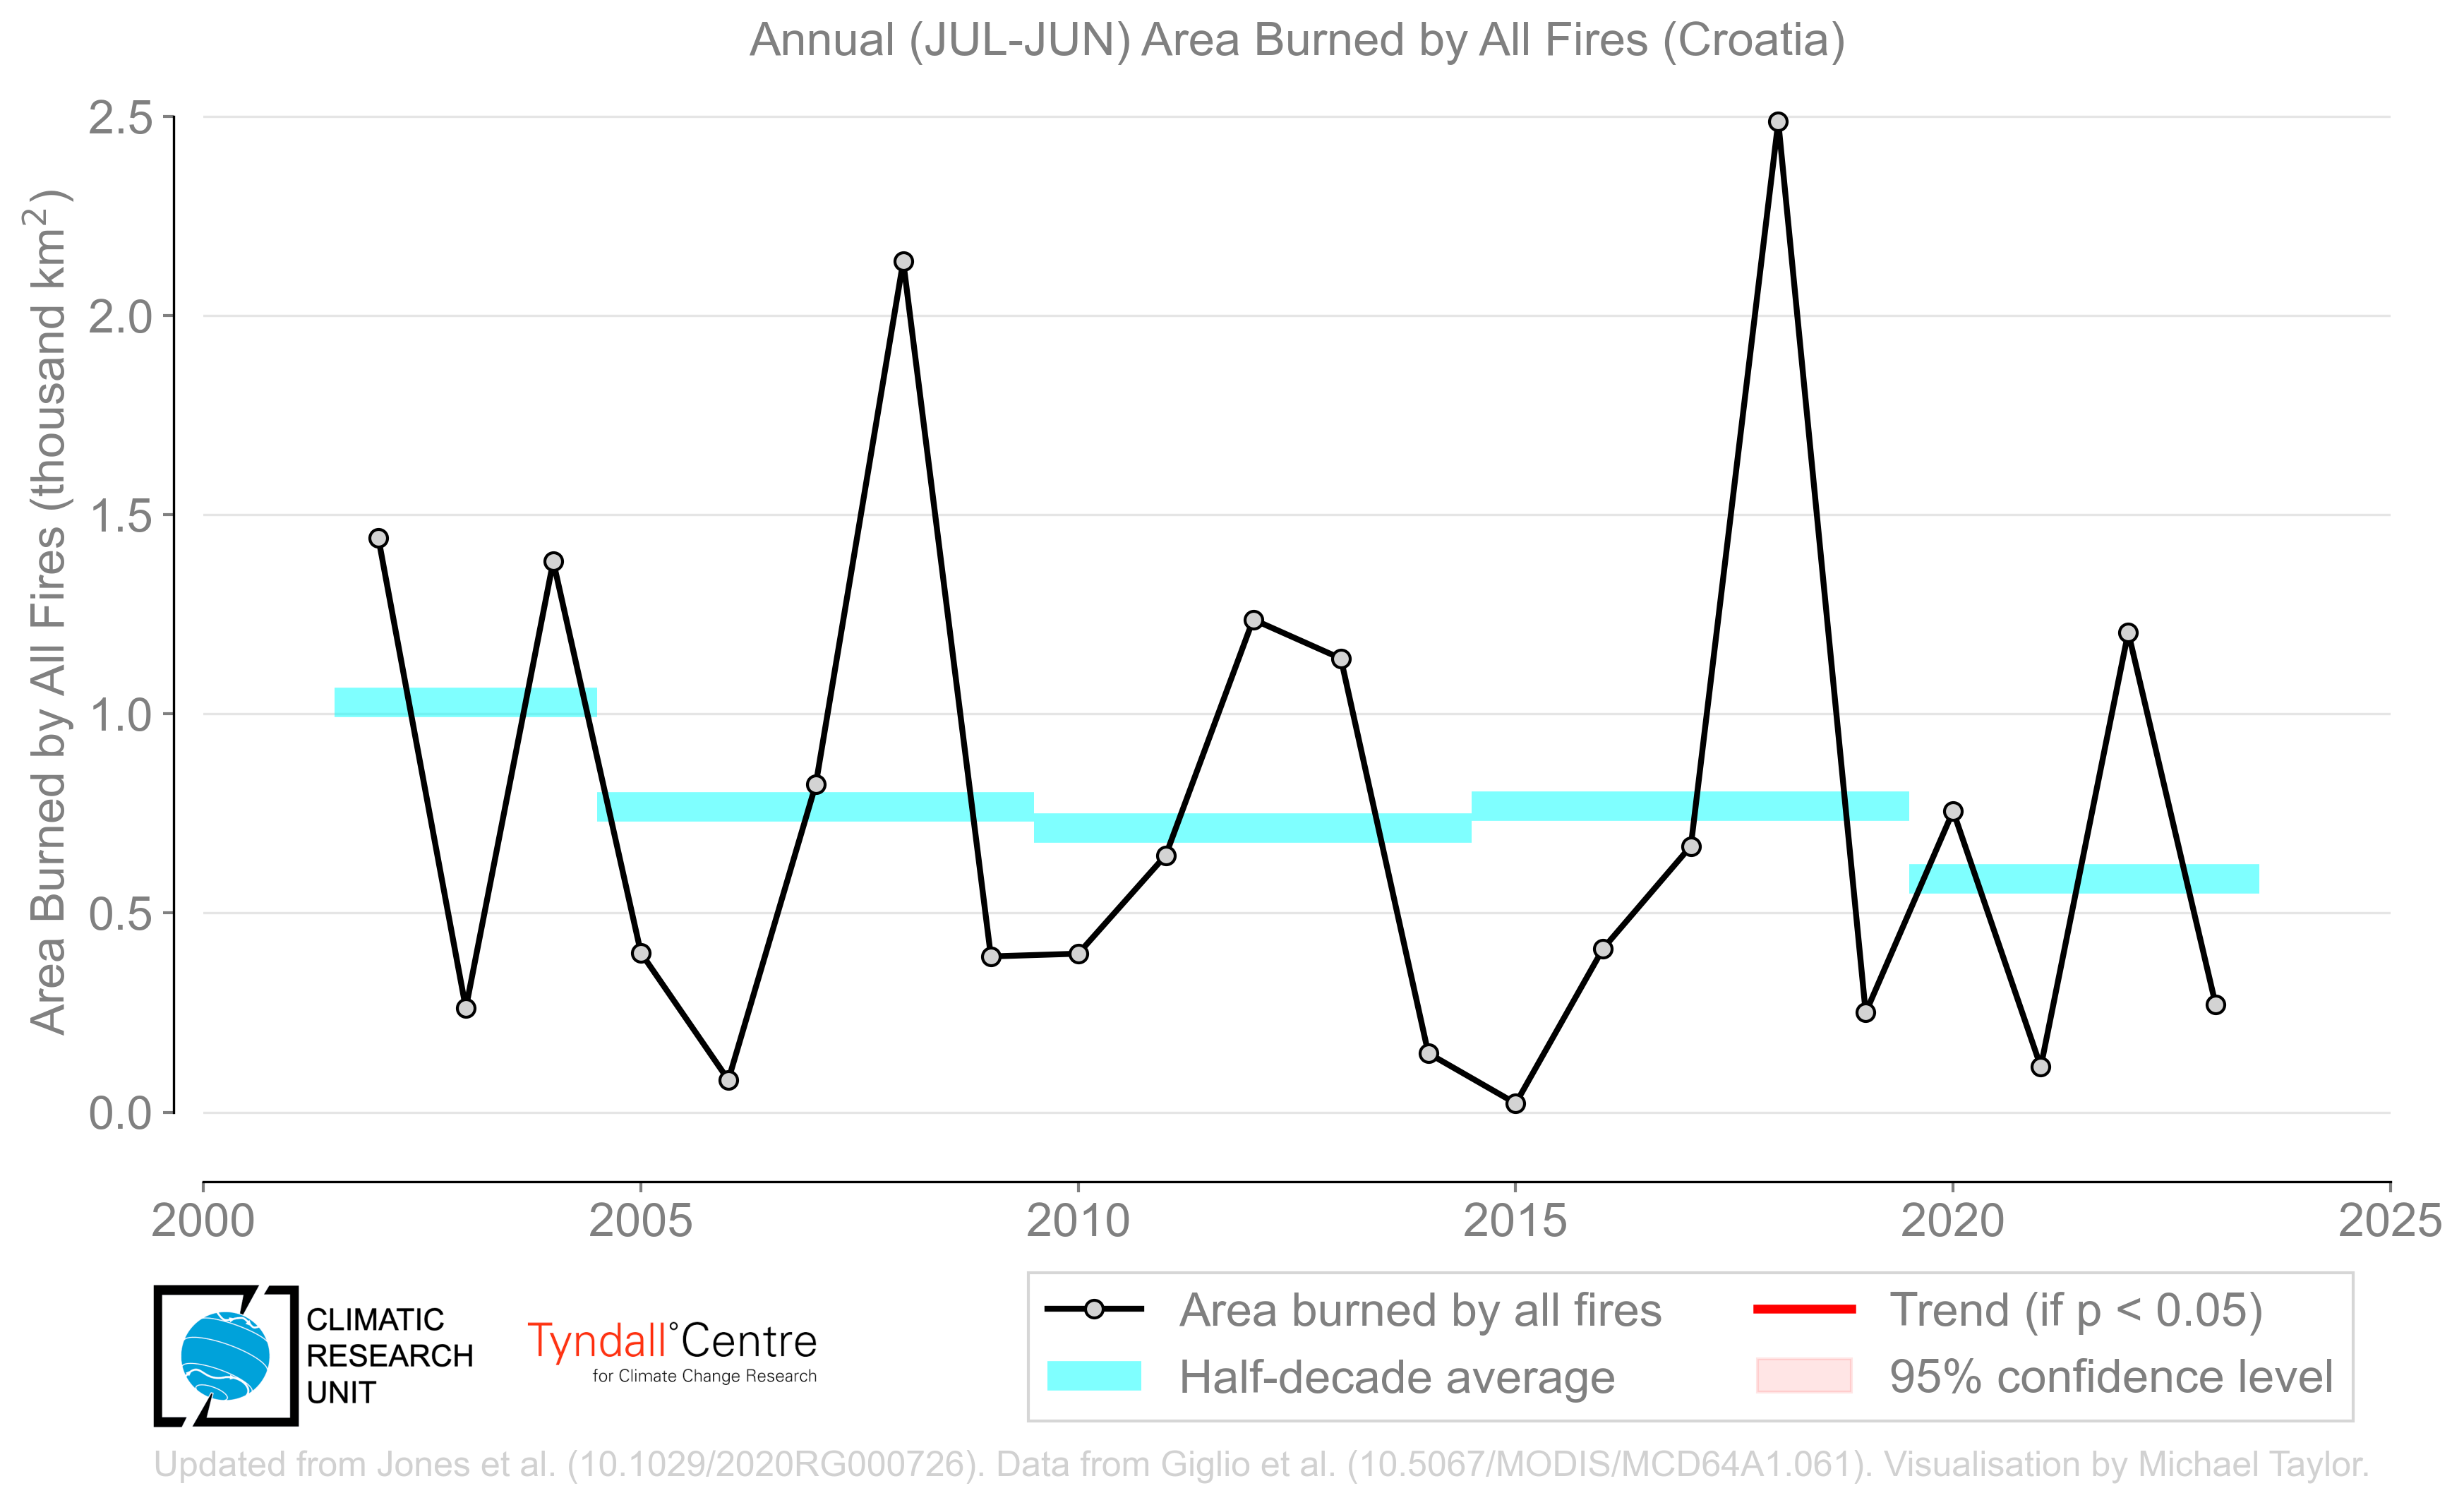 Annual (JUL-JUN) Area Burned by All Fires (Croatia)
Area Burned by All Fires (thousand km²)
2.5
2.0
1.5
1.0
0.5
0.0
2000 2005 2010 2015 2020 2025
CLIMATIC
RESEARCH
UNIT
Tyndall°Centre
for Climate Change Research
Area burned by all fires
Half-decade average
Trend (if p < 0.05)
95% confidence level
Updated from Jones et al. (10.1029/2020RG000726). Data from Giglio et al. (10.5067/MODIS/MCD64A1.061). Visualisation by Michael Taylor.